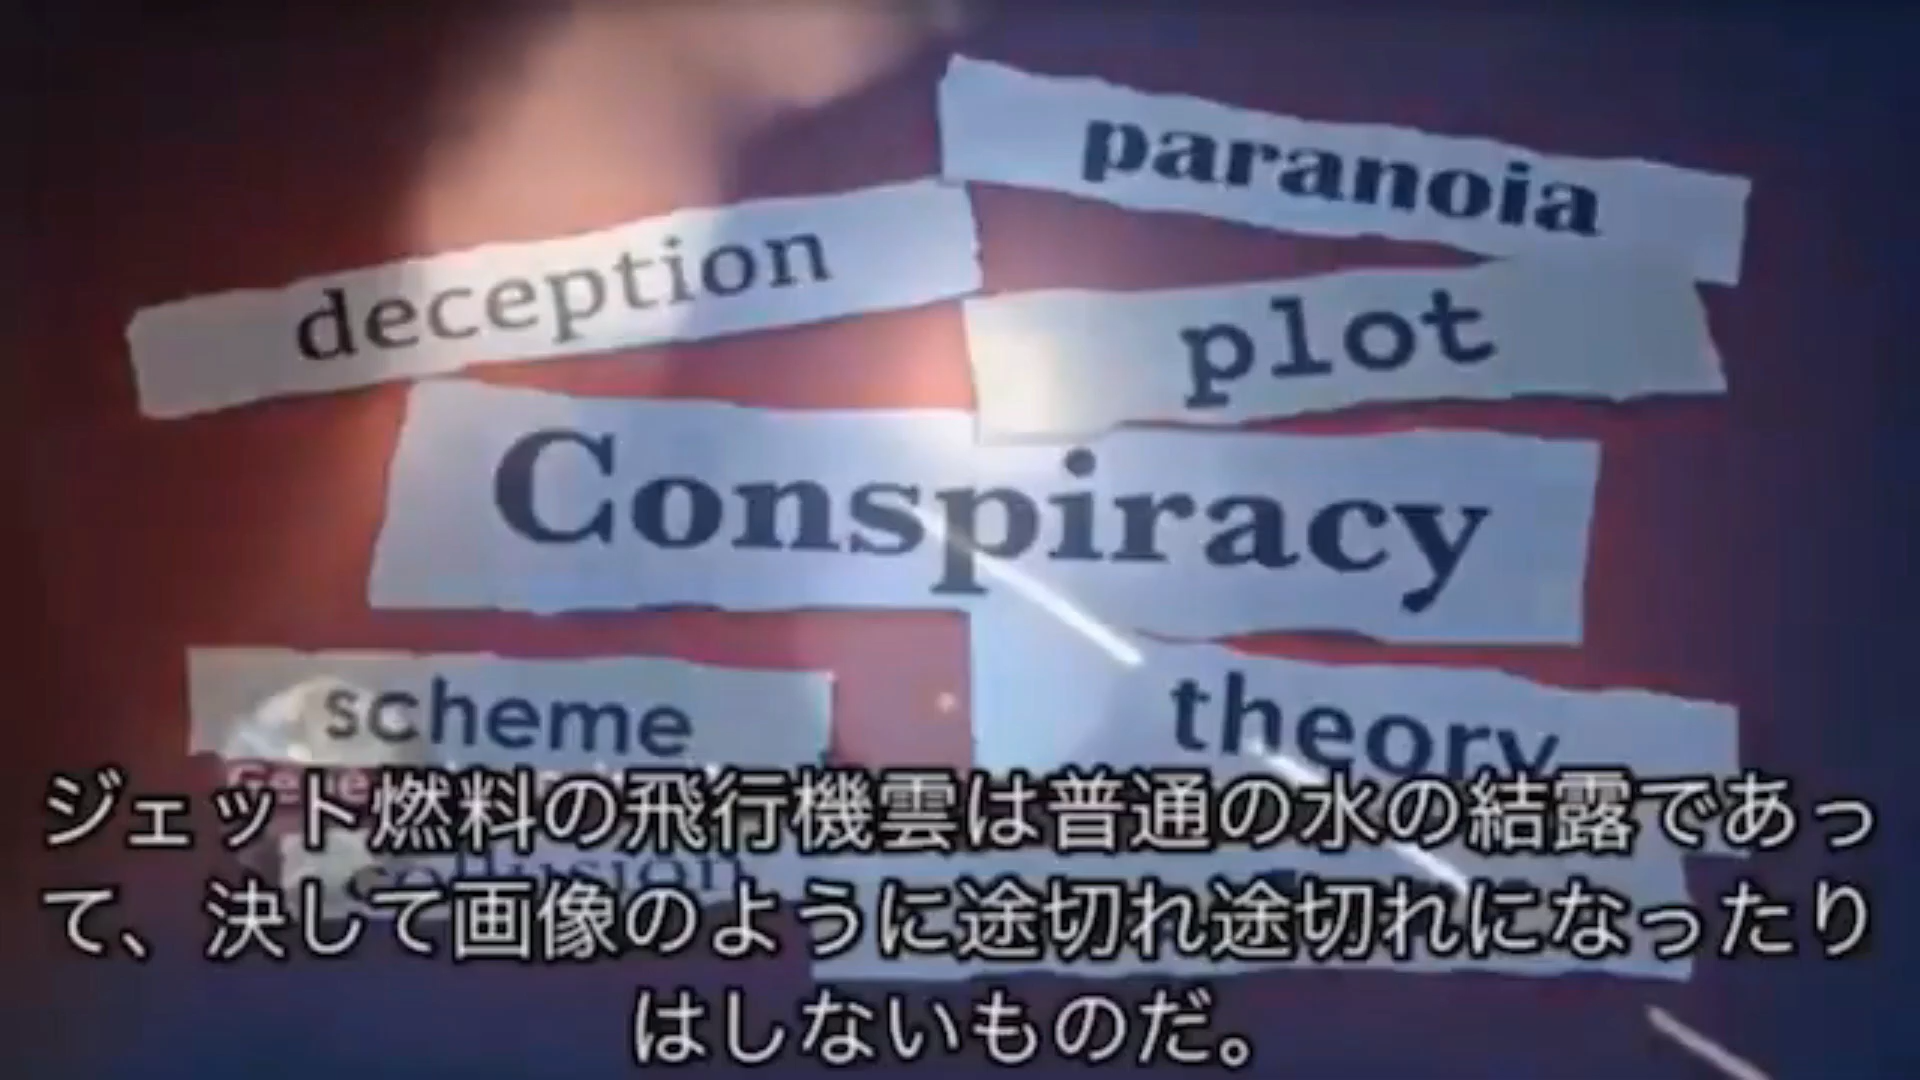 paranoia
deception
plot
Conspiracy
scheme
theory
collusion
ジェット燃料の飛行機雲は普通の水の結露であっ
て、決して画像のように途切れ途切れになったり
はしないものだ。